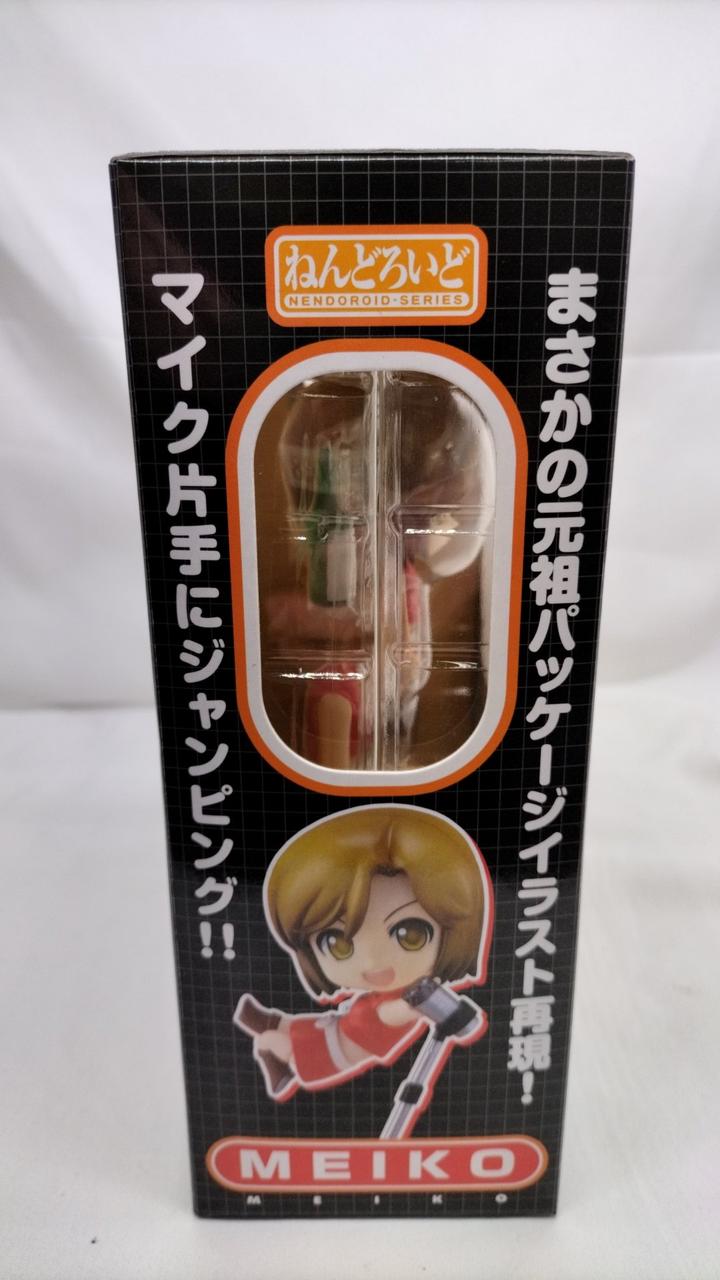 ねんどろいど
NENDOROID-SERIES
まさかの元祖パッケージイラスト再現！
マイク片手にジャンピング!!
MEIKO
MEIKO